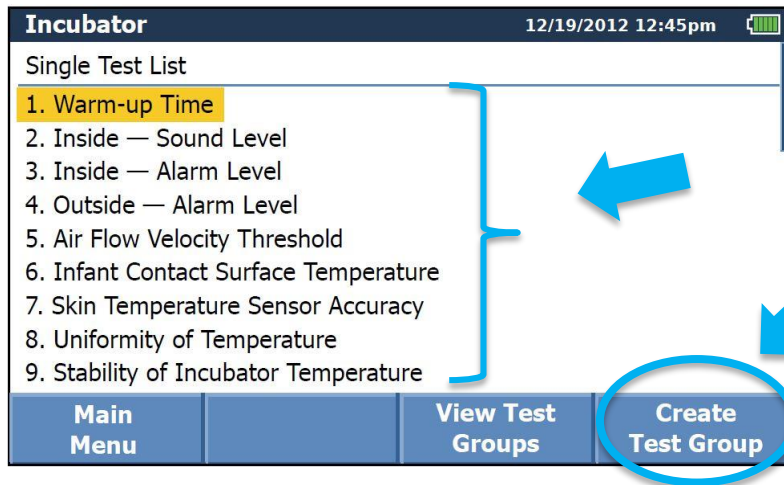 Incubator 12/19/2012 12:45pm
Single Test List
1. Warm-up Time
2. Inside — Sound Level
3. Inside — Alarm Level
4. Outside — Alarm Level
5. Air Flow Velocity Threshold
6. Infant Contact Surface Temperature
7. Skin Temperature Sensor Accuracy
8. Uniformity of Temperature
9. Stability of Incubator Temperature
Main
Menu
View Test
Groups
Create
Test Group